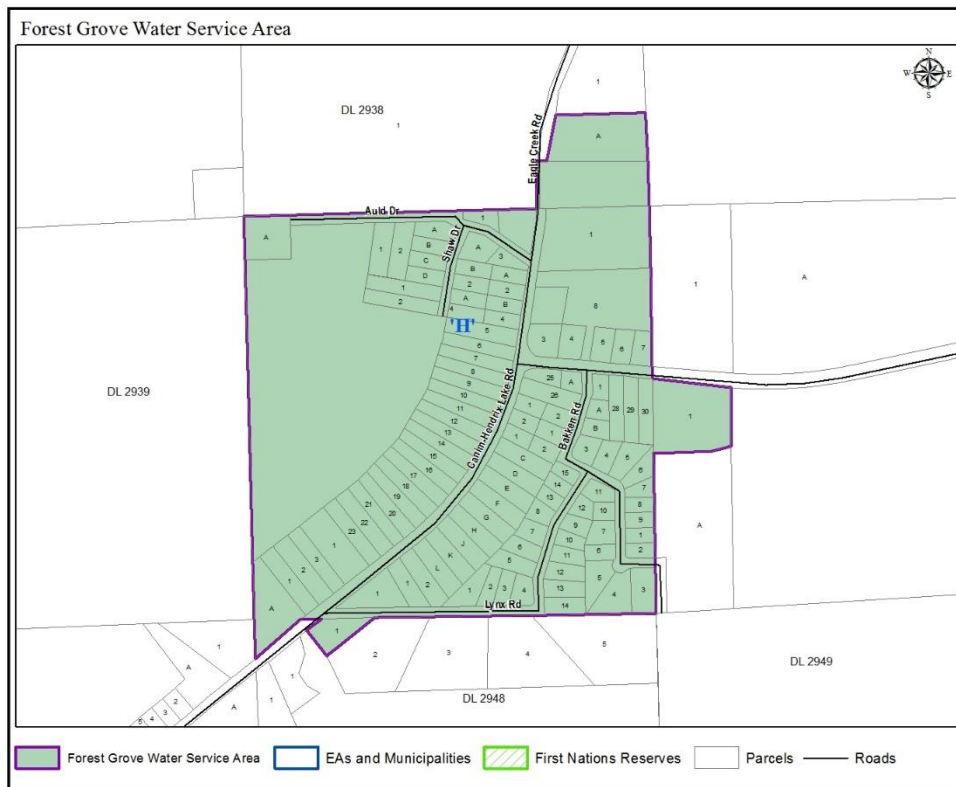 Forest Grove Water Service Area
N
W E
S
1
DL 2938
1
Eagle Creek Rd
A
Auld Dr
A
1
Shaw Dr
1 2
A
B
C
D
1
2
A 3
B A
2 2
A B
4 4
'H'
5
6
7
8
9
10
11
12
13
14
15
16
17
18
19
20
21
22
23
1
3
2
1
A
1
8
3 4 5 6 7
1
A
DL 2939
Canim-Hendrix Lake Rd
25 A
26
1 2
2 1
1 2
C
D
E
F
G
H
J
K
L
2
1
Bakken Rd
1
A
B
28 29 30
1
3 4 6
6
7
8
9
1
2
15
14
13
8
7
6
5
1 2 3 4
11
12 10
9 7
10 6
11
12 5
13 4 3
14
A
Lynx Rd
1
2
3
4
5
DL 2949
DL 2948
1
A
2
3
4
5
A
1
1
Forest Grove Water Service Area
EAs and Municipalities
First Nations Reserves
Parcels
Roads